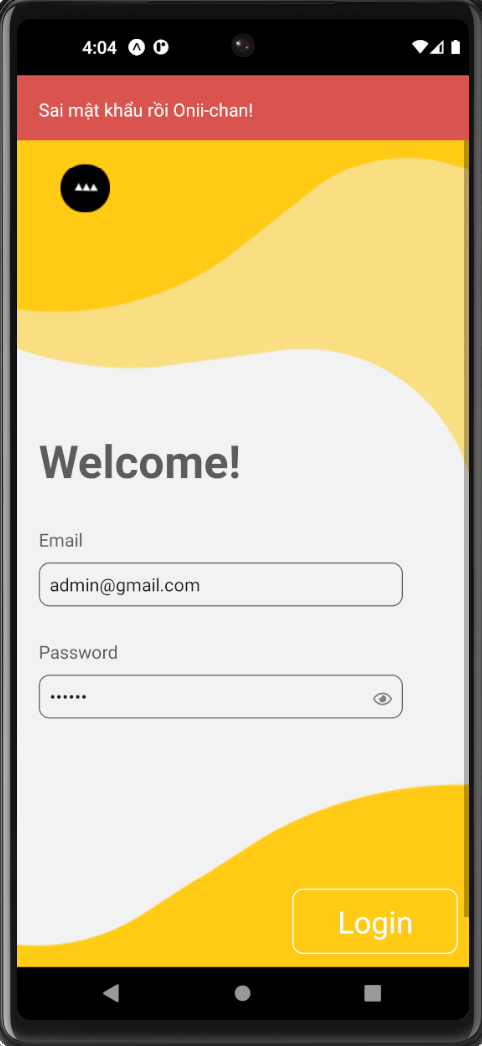 4:04
Sai mật khẩu rồi Onii-chan!
Welcome!
Email
admin@gmail.com
Password
••••••
Login